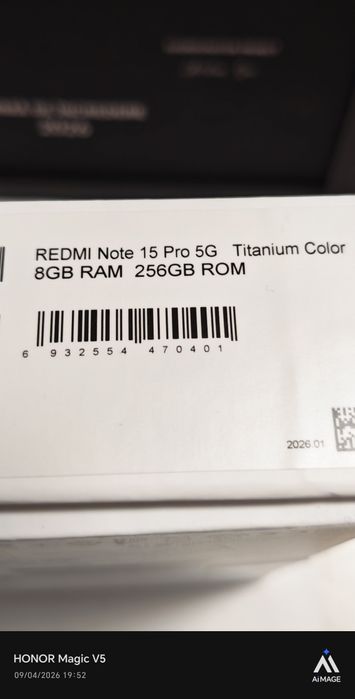 REDMI Note 15 Pro 5G Titanium Color
8GB RAM 256GB ROM
6 932554 470401
2026.01
HONOR Magic V5
09/04/2026 19:52
AiMAGE